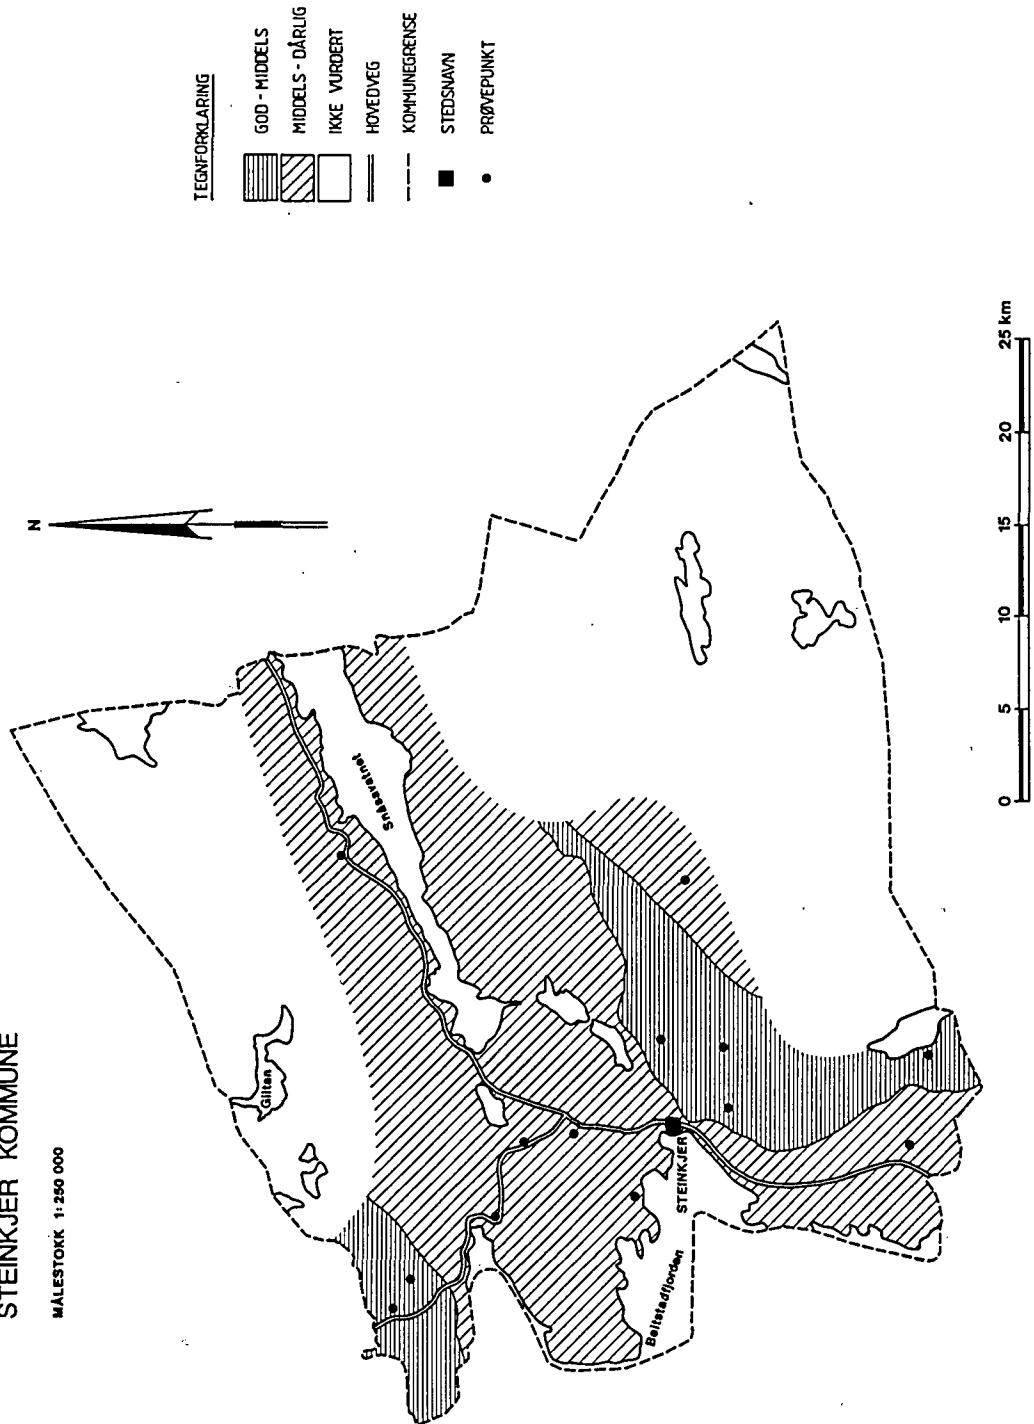 STEINKJER KOMMUNE
MÅLESTOKK 1:250 000
N
TEGNFORKLARING
GOD - MIDDELS
MIDDELS - DÅRLIG
IKKE VURDERT
HOVEDVEG
KOMMUNEGRENSE
STEDSNAVN
PRØVEPUNKT
Giltan
Snåsavatnet
STEINKJER
Beitstadfjorden
0 5 10 15 20 25 km